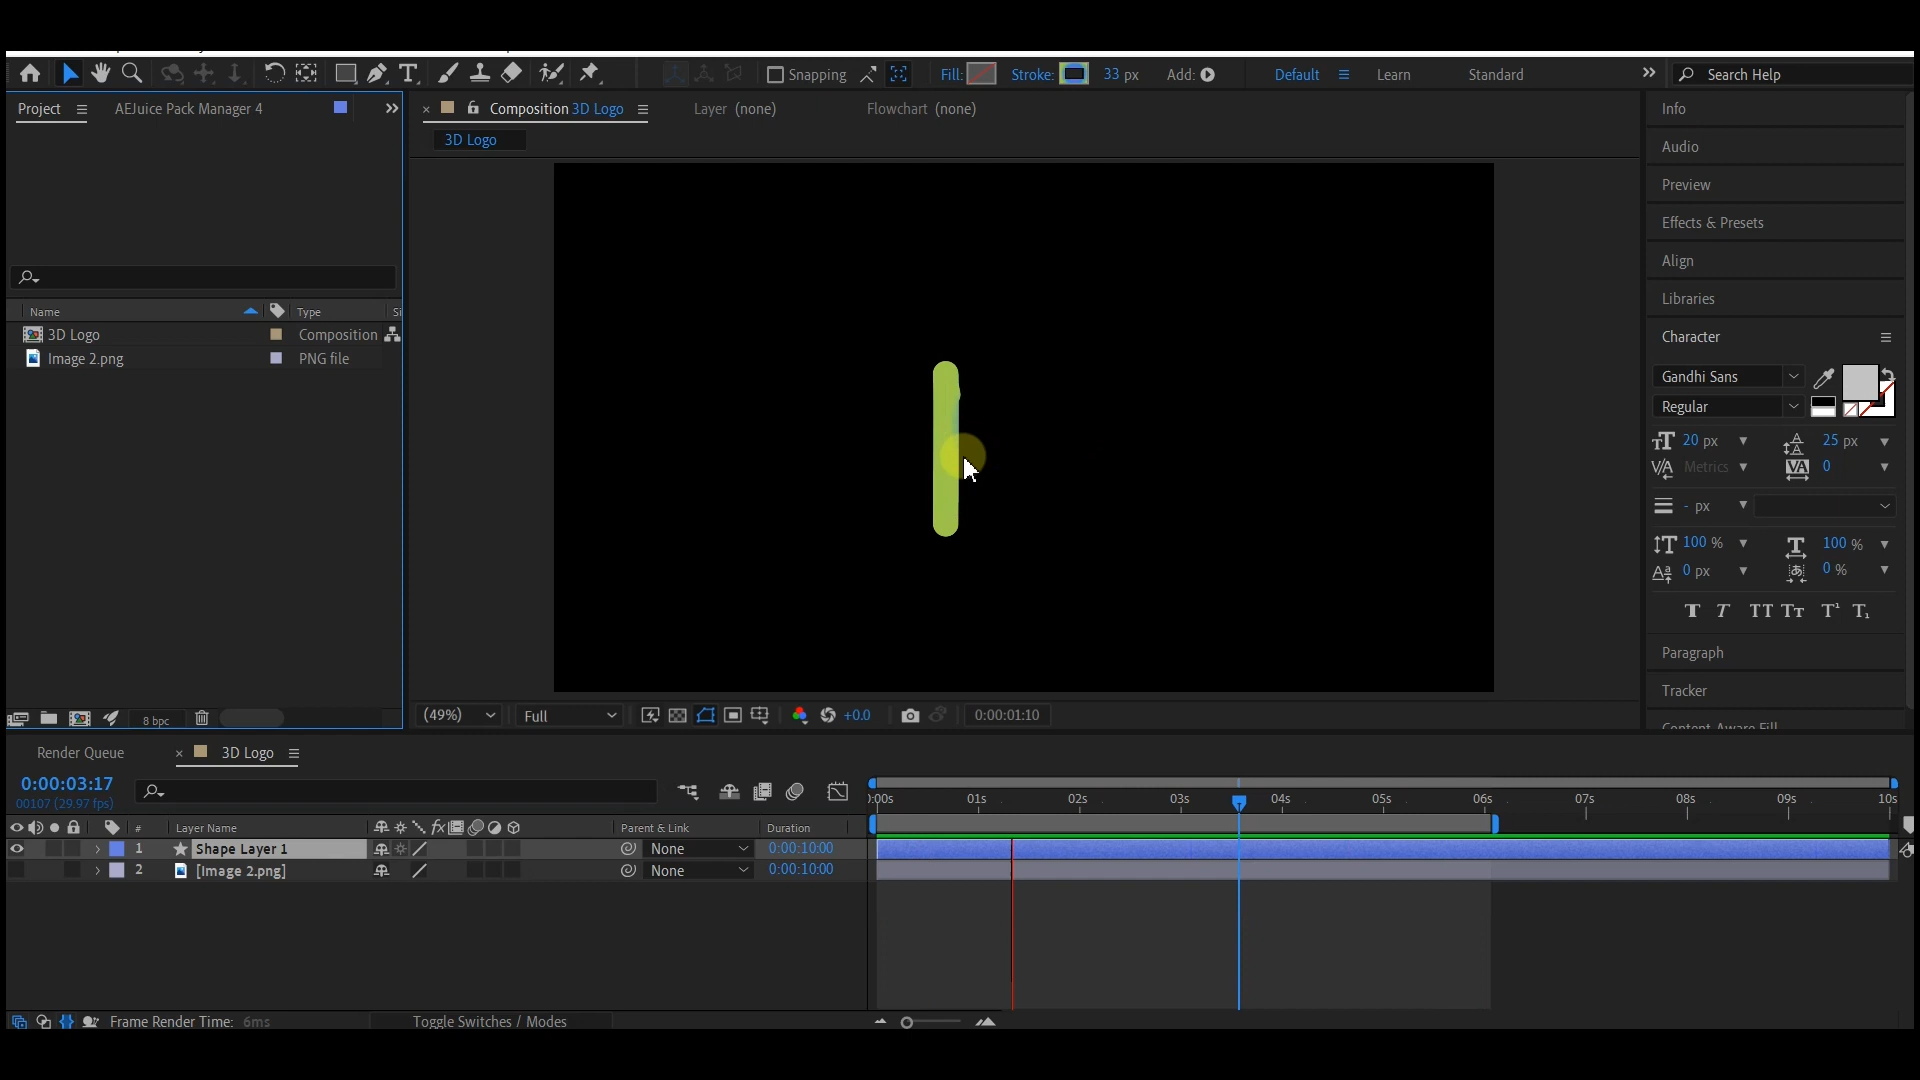 Snapping
Fill:
Stroke:
33 px
Add:
Default
Learn
Standard
Search Help
Project
AEJuice Pack Manager 4
Composition 3D Logo
Layer (none)
Flowchart (none)
3D Logo
Name
Type
Si
3D Logo
Composition
Image 2.png
PNG file
8 bpc
(49%)
Full
+0.0
0:00:01:10
Info
Audio
Preview
Effects & Presets
Align
Libraries
Character
Gandhi Sans
Regular
20 px
25 px
Metrics
0
- px
100 %
100 %
0 px
0 %
Paragraph
Tracker
Content-Aware Fill
Render Queue
3D Logo
0:00:03:17
00107 (29.97 fps)
# Layer Name
Parent & Link
Duration
1 Shape Layer 1
None
0:00:10:00
2 [Image 2.png]
None
0:00:10:00
):00s 01s 02s 03s 04s 05s 06s 07s 08s 09s 10s
Frame Render Time: 6ms
Toggle Switches / Modes